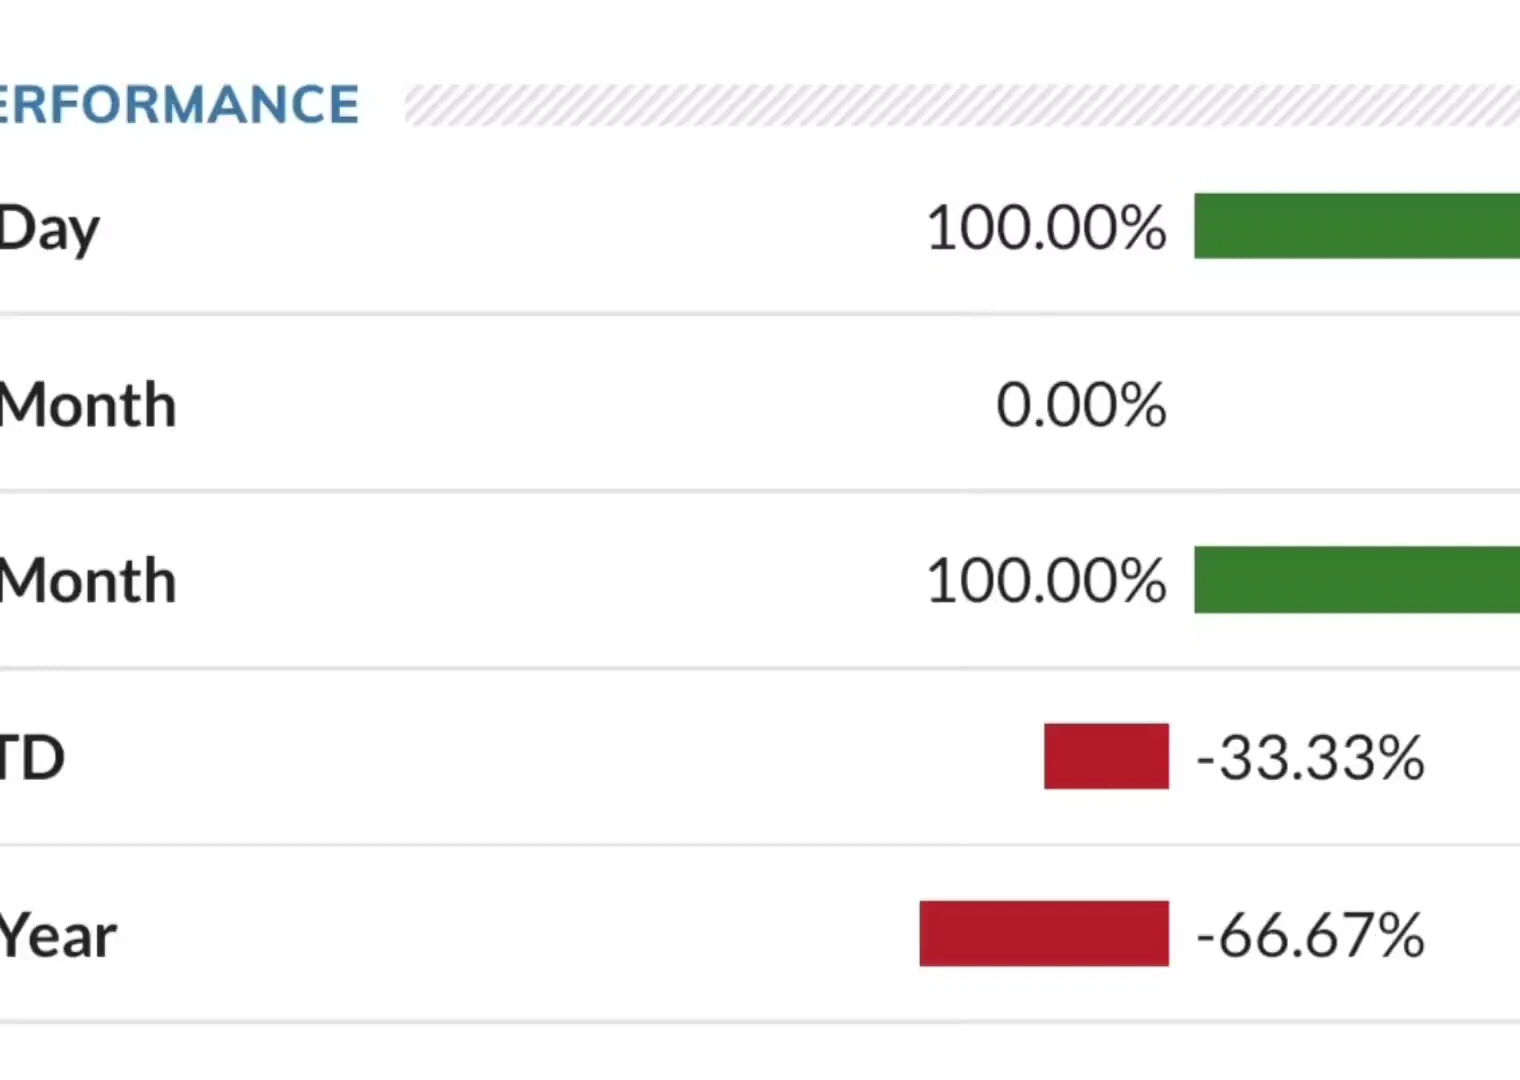 ERFORMANCE
Day 100.00%
Month 0.00%
Month 100.00%
TD -33.33%
Year -66.67%